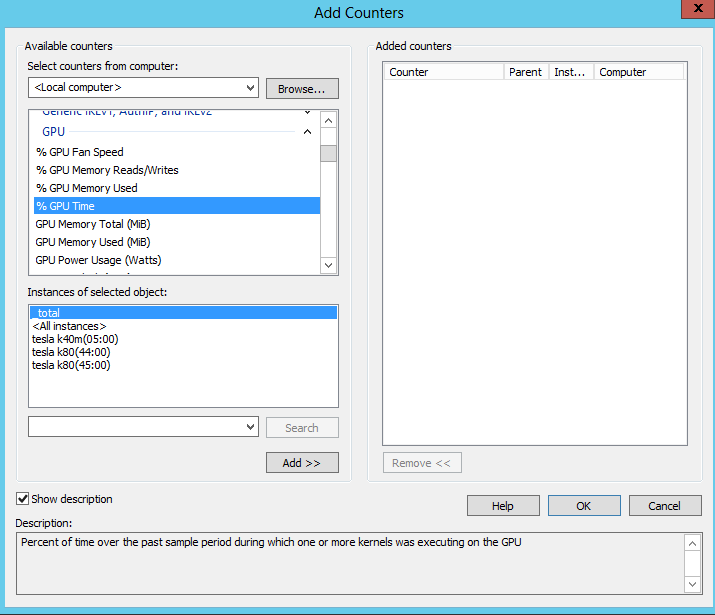 Add Counters
x
Available counters
Select counters from computer:
<Local computer>
Browse...
Generic IKEv1, AuthIP, and IKEv2
GPU
% GPU Fan Speed
% GPU Memory Reads/Writes
% GPU Memory Used
% GPU Time
GPU Memory Total (MiB)
GPU Memory Used (MiB)
GPU Power Usage (Watts)
Instances of selected object:
_total
<All instances>
tesla k40m(05:00)
tesla k80(44:00)
tesla k80(45:00)
Search
Add >>
Added counters
Counter Parent Inst... Computer
Remove <<
Show description
Help OK Cancel
Description:
Percent of time over the past sample period during which one or more kernels was executing on the GPU